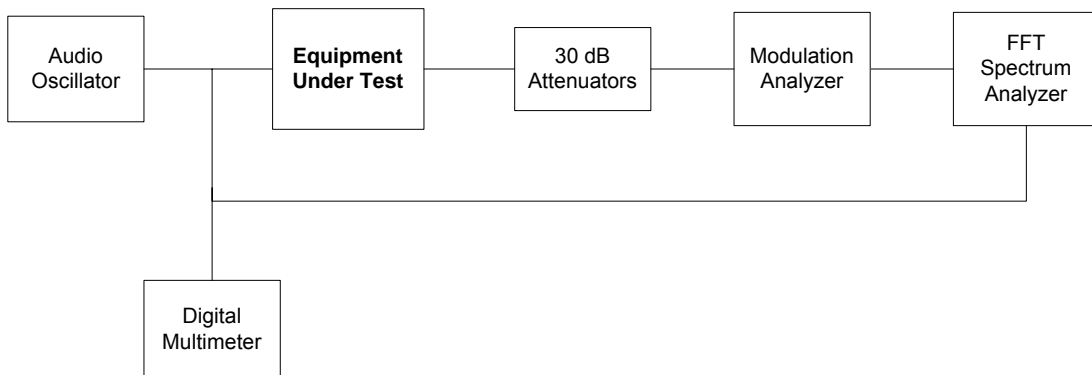 Audio
Oscillator
Equipment
Under Test
30 dB
Attenuators
Modulation
Analyzer
FFT
Spectrum
Analyzer
Digital
Multimeter